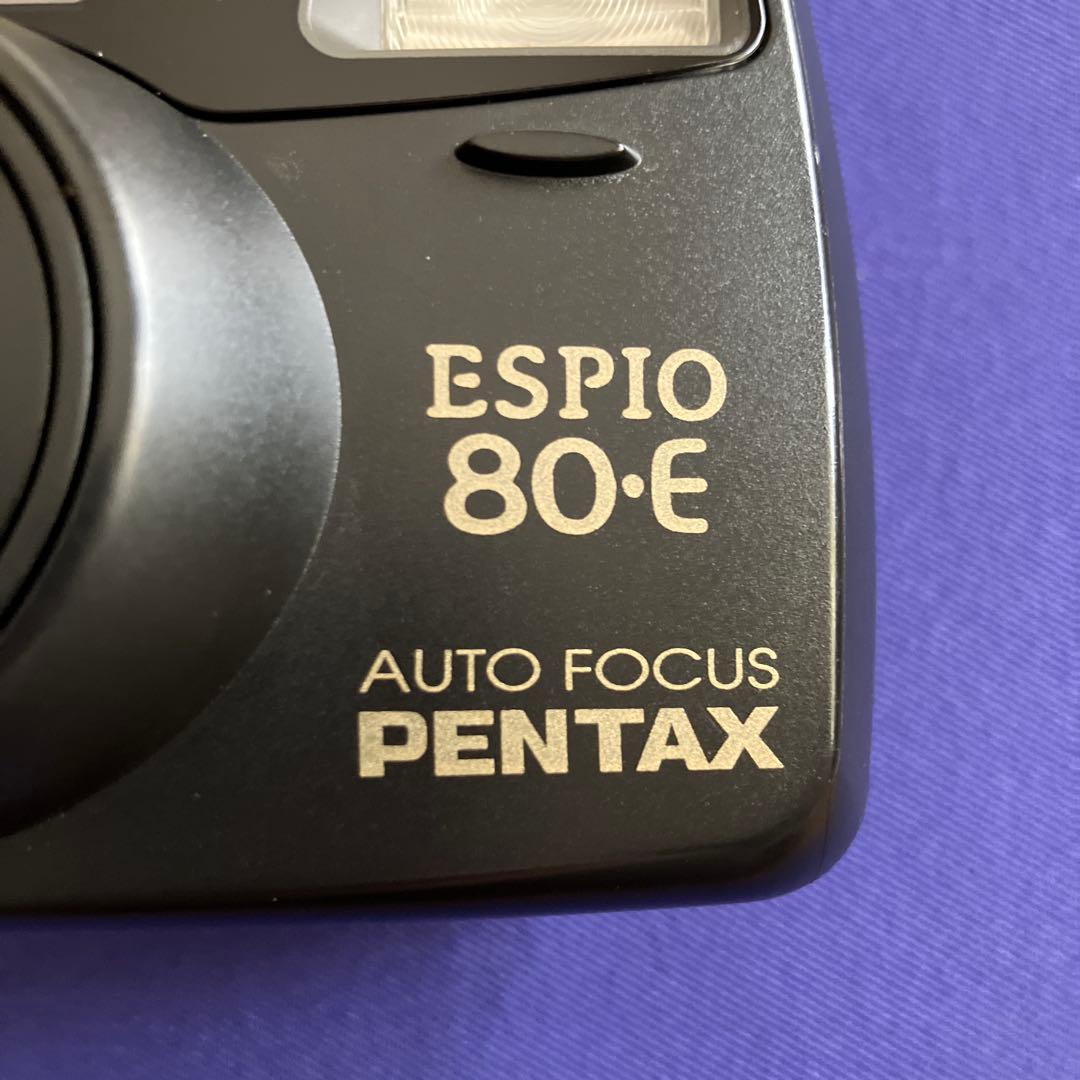 ESPIO
80·E
AUTO FOCUS
PENTAX